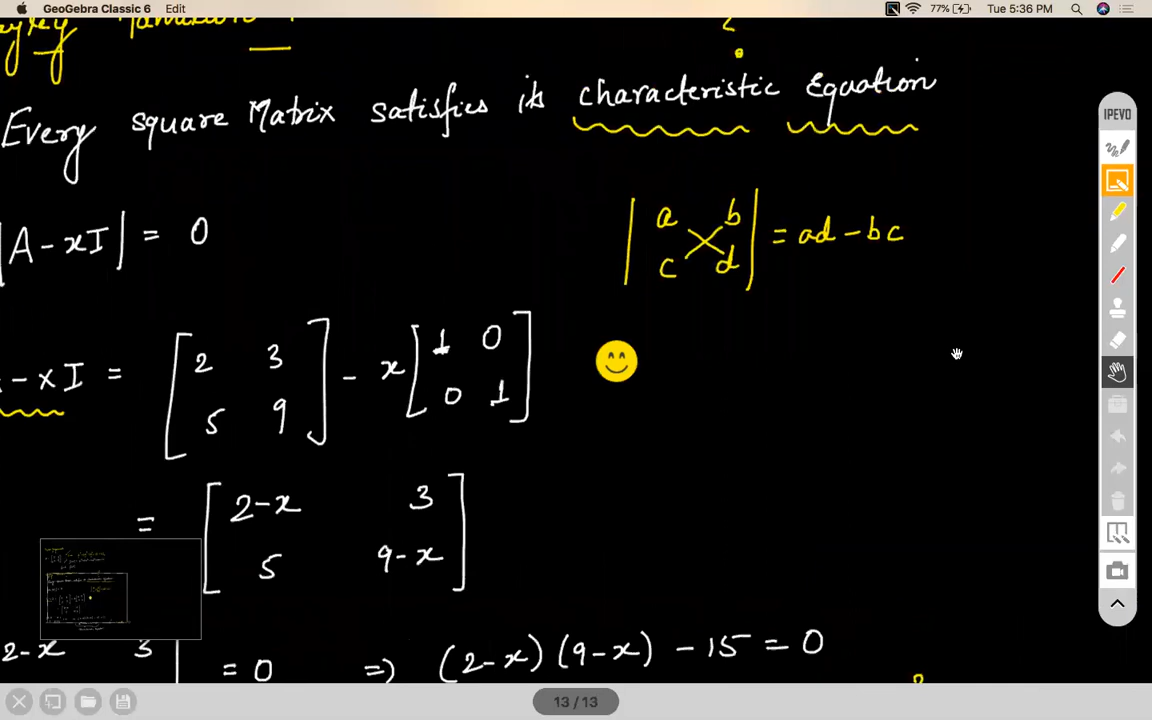 GeoGebra Classic 6 Edit 77% Tue 5:36 PM
?
Every square Matrix satisfies its characteristic Equation
IPEVO
|A - xI| = 0
| a b c d | = ad - bc
- xI = [ 2 3 5 9 ] - x [ 1 0 0 1 ]
= [ 2-x 3 5 9-x ]
2-x 3 | = 0 => (2-x) (9-x) - 15 = 0
13 / 13